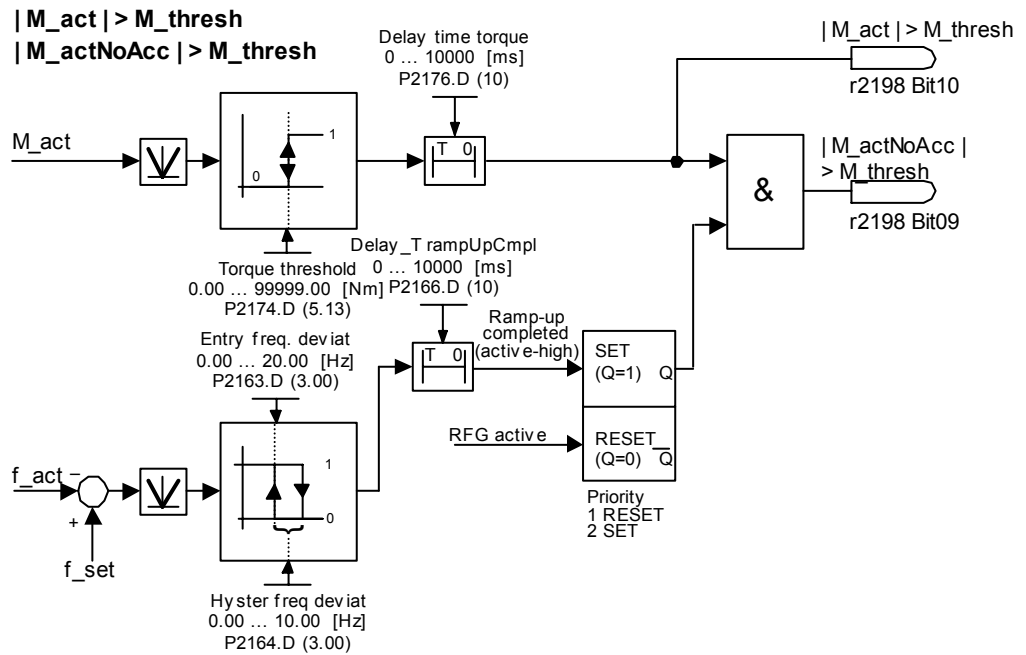 | M_act | > M_thresh
| M_actNoAcc | > M_thresh
Delay time torque
0 ... 10000 [ms]
P2176.D (10)
| M_act | > M_thresh
r2198 Bit10
M_act
1
0
T 0
&
| M_actNoAcc |
> M_thresh
r2198 Bit09
Torque threshold
0.00 ... 99999.00 [Nm]
P2174.D (5.13)
Delay_T rampUpCmpl
0 ... 10000 [ms]
P2166.D (10)
Entry freq. deviat
0.00 ... 20.00 [Hz]
P2163.D (3.00)
T 0
Ramp-up
completed
(active-high)
SET
(Q=1) Q
RFG active
RESET
(Q=0) Q
Priority
1 RESET
2 SET
f_act
–
+
f_set
1
0
Hyster freq deviat
0.00 ... 10.00 [Hz]
P2164.D (3.00)